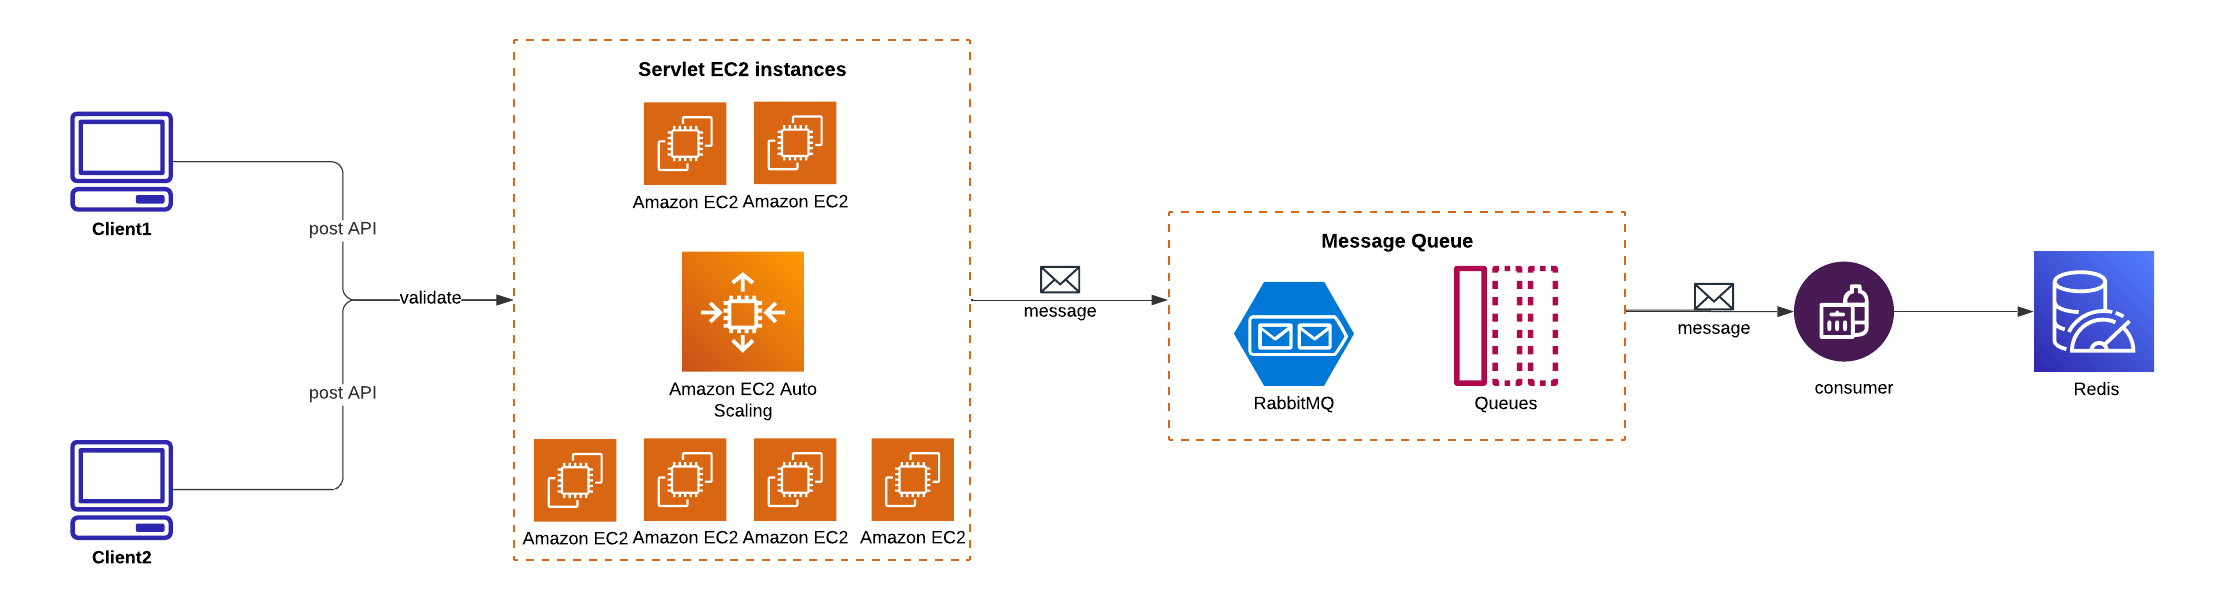 Servlet EC2 instances
Amazon EC2
Amazon EC2
Client1
post API
validate
Amazon EC2 Auto
Scaling
post API
Client2
Amazon EC2
Amazon EC2
Amazon EC2
Amazon EC2
message
Message Queue
RabbitMQ
Queues
message
consumer
Redis